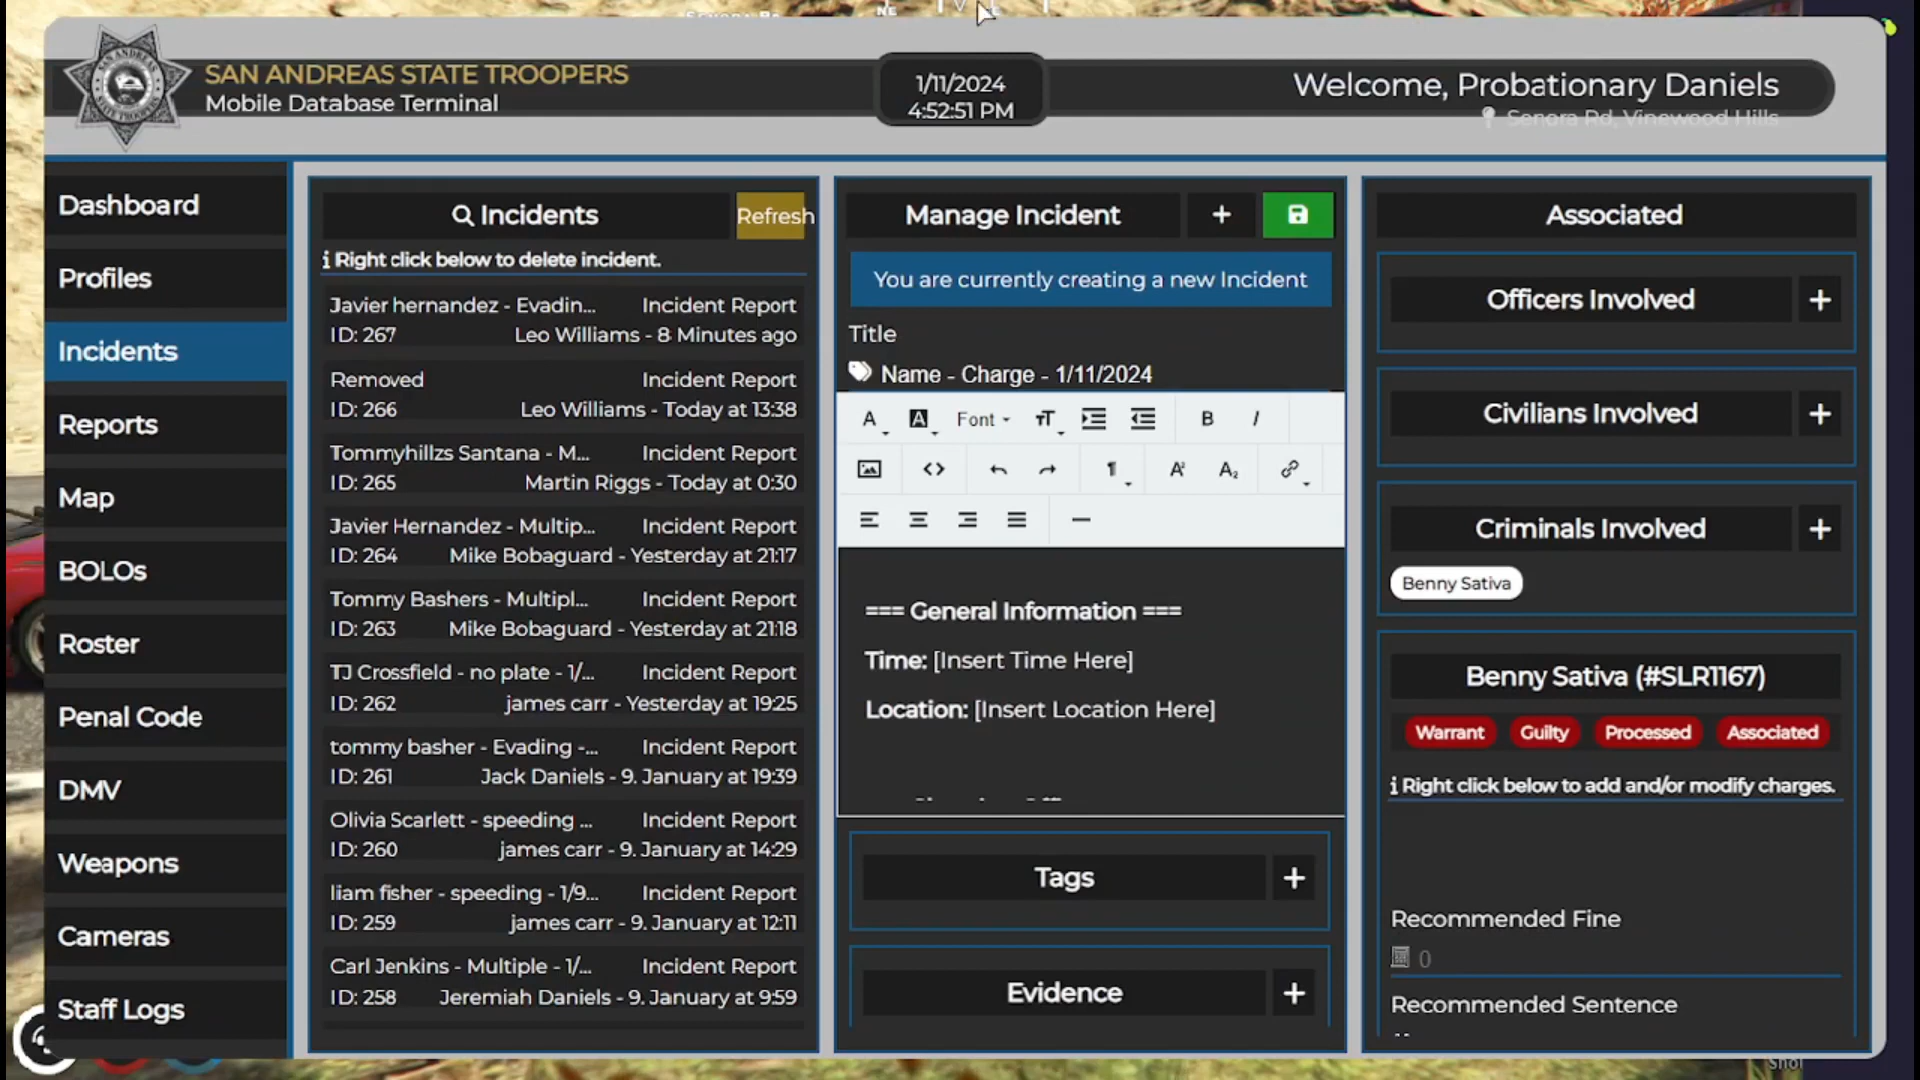 NE
SAN ANDREAS STATE TROOPERS
Mobile Database Terminal
1/11/2024
4:52:51 PM
Welcome, Probationary Daniels
Senora Rd, Vinewood Hills
Dashboard
Profiles
Incidents
Reports
Map
BOLOs
Roster
Penal Code
DMV
Weapons
Cameras
Staff Logs
Incidents
Refresh
Right click below to delete incident.
Javier hernandez - Evadin... Incident Report
ID: 267 Leo Williams - 8 Minutes ago
Removed Incident Report
ID: 266 Leo Williams - Today at 13:38
Tommyhillzs Santana - M... Incident Report
ID: 265 Martin Riggs - Today at 0:30
Javier Hernandez - Multip... Incident Report
ID: 264 Mike Bobaguard - Yesterday at 21:17
Tommy Bashers - Multipl... Incident Report
ID: 263 Mike Bobaguard - Yesterday at 21:18
TJ Crossfield - no plate - 1/... Incident Report
ID: 262 james carr - Yesterday at 19:25
tommy basher - Evading -... Incident Report
ID: 261 Jack Daniels - 9. January at 19:39
Olivia Scarlett - speeding ... Incident Report
ID: 260 james carr - 9. January at 14:29
liam fisher - speeding - 1/9... Incident Report
ID: 259 james carr - 9. January at 12:11
Carl Jenkins - Multiple - 1/... Incident Report
ID: 258 Jeremiah Daniels - 9. January at 9:59
Manage Incident
You are currently creating a new Incident
Title
Name - Charge - 1/11/2024
Font
=== General Information ===
Time: [Insert Time Here]
Location: [Insert Location Here]
Tags
Evidence
Associated
Officers Involved
Civilians Involved
Criminals Involved
Benny Sativa
Benny Sativa (#SLR1167)
Warrant Guilty Processed Associated
Right click below to add and/or modify charges.
Recommended Fine
0
Recommended Sentence